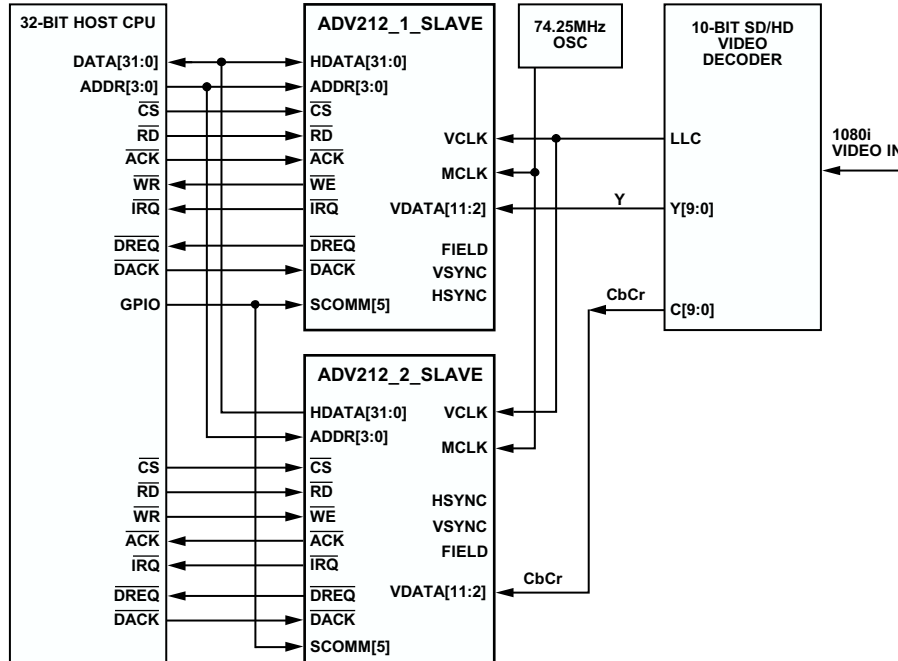 32-BIT HOST CPU
DATA[31:0]
ADDR[3:0]
CS
RD
ACK
WR
IRQ
DREQ
DACK
GPIO
CS
RD
WR
ACK
IRQ
DREQ
DACK
ADV212_1_SLAVE
HDATA[31:0]
ADDR[3:0]
CS
RD
ACK
WE
IRQ
DREQ
DACK
SCOMM[5]
VCLK
MCLK
VDATA[11:2]
FIELD
VSYNC
HSYNC
ADV212_2_SLAVE
HDATA[31:0]
ADDR[3:0]
CS
RD
WE
ACK
IRQ
DREQ
DACK
SCOMM[5]
VCLK
MCLK
HSYNC
VSYNC
FIELD
VDATA[11:2]
74.25MHz
OSC
Y
CbCr
CbCr
10-BIT SD/HD
VIDEO
DECODER
LLC
Y[9:0]
C[9:0]
1080i
VIDEO IN